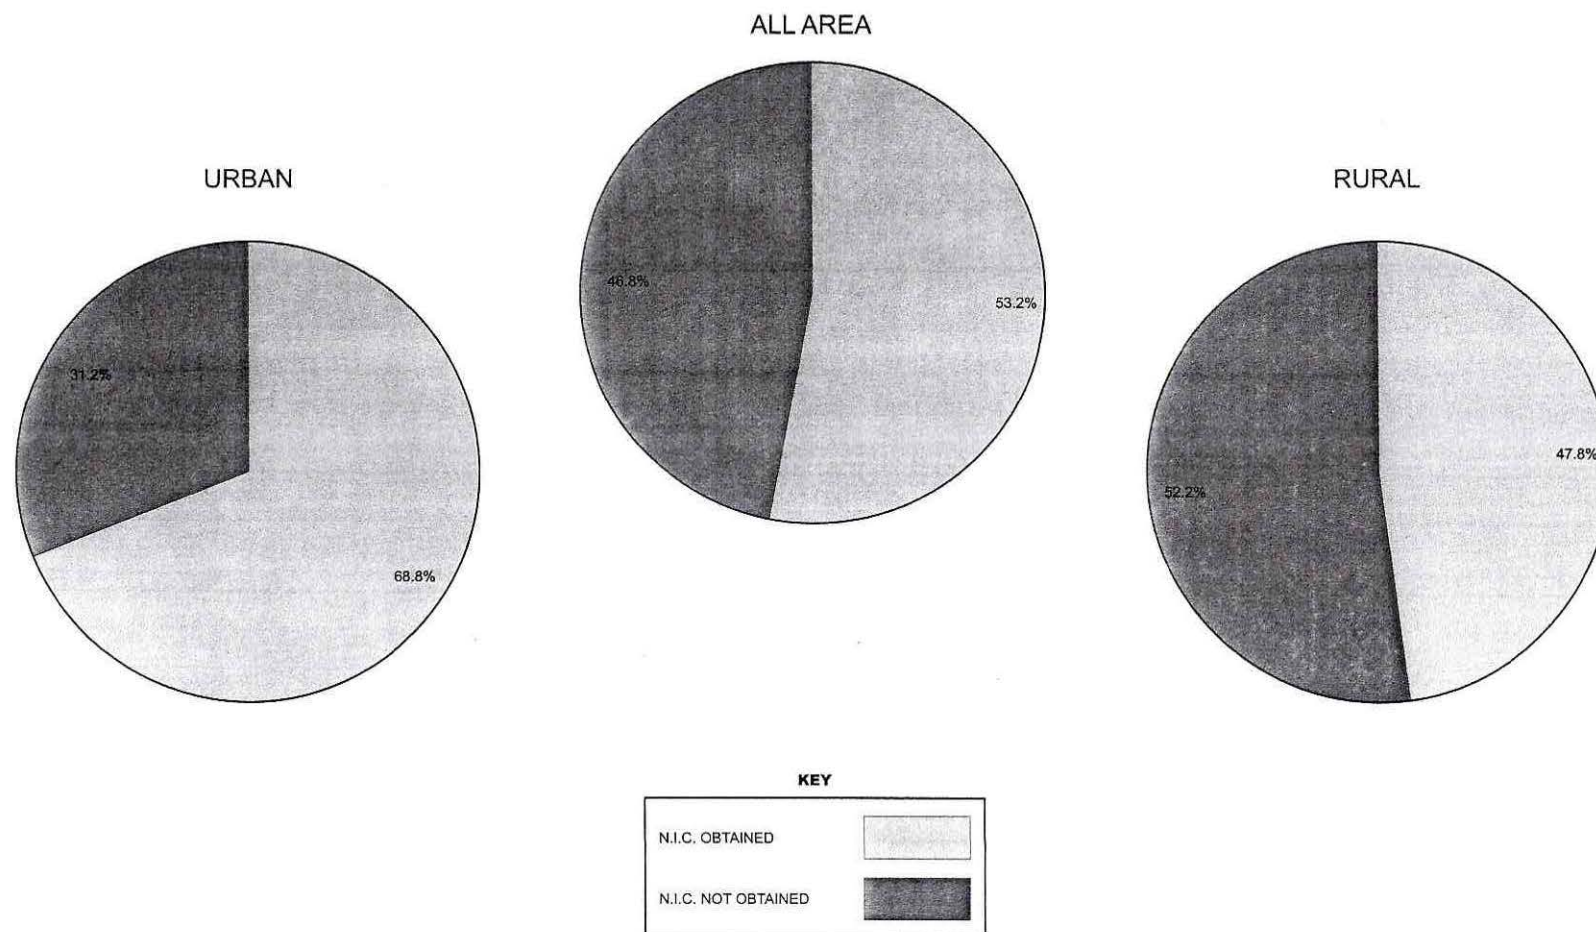 ALL AREA
46.8%
53.2%
URBAN
31.2%
68.8%
RURAL
52.2%
47.8%
KEY
N.I.C. OBTAINED
N.I.C. NOT OBTAINED